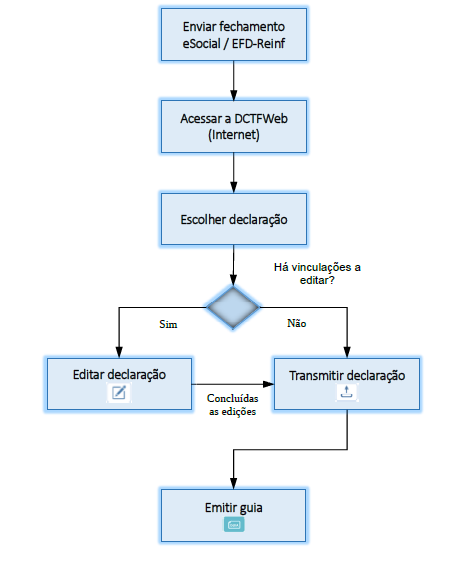 Enviar fechamento
eSocial / EFD-Reinf
Acessar a DCTFWeb
(Internet)
Escolher declaração
Há vinculações a
editar?
Sim
Não
Editar declaração
Transmitir declaração
Concluídas
as edições
Emitir guia